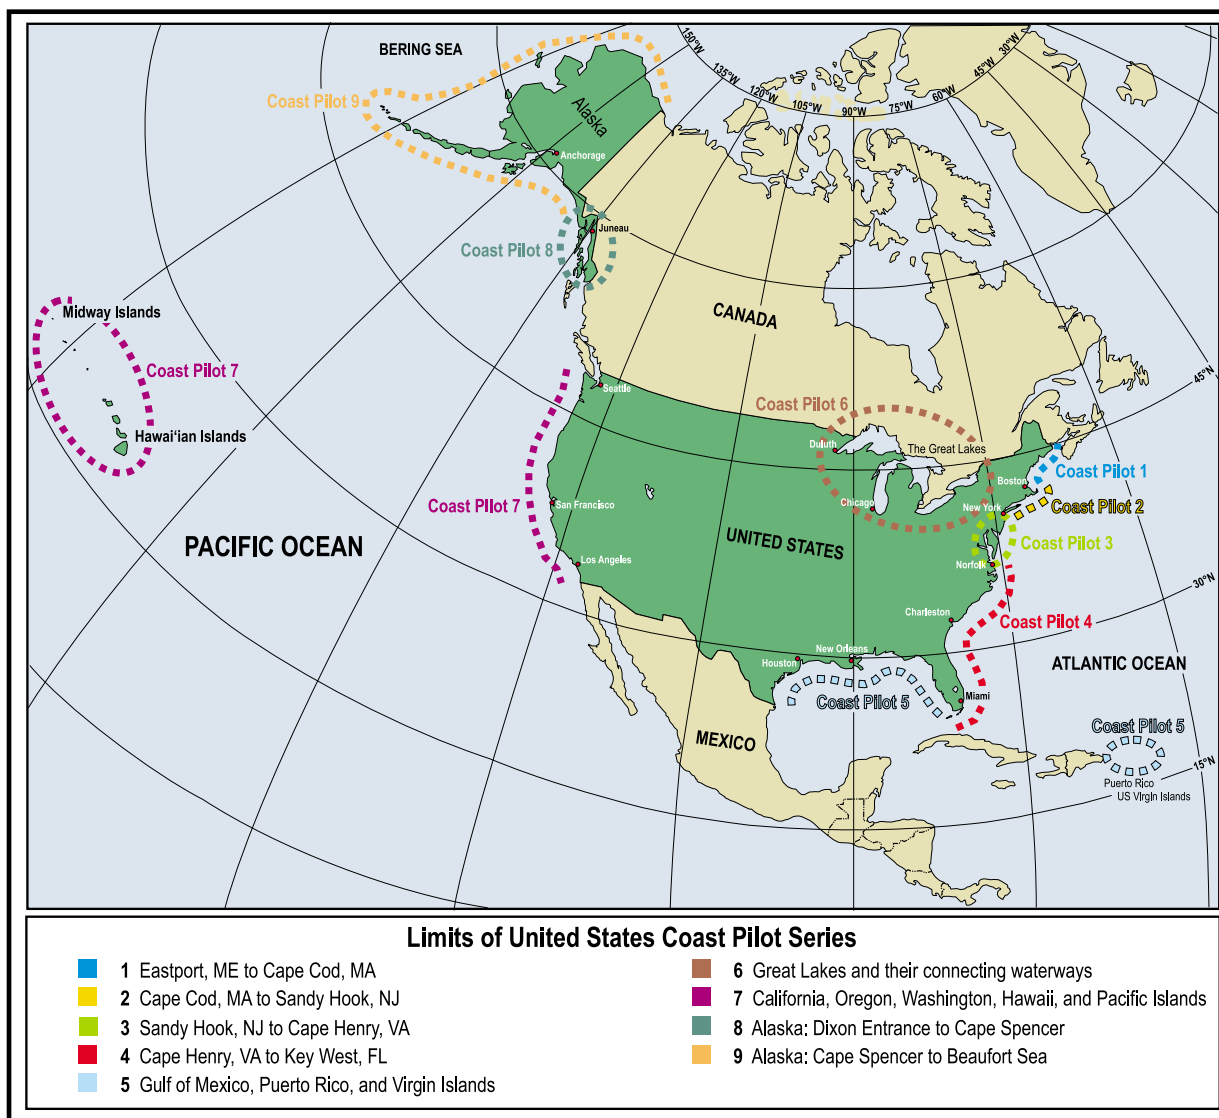 BERING SEA
150°W
135°W
120°W
105°W
90°W
75°W
60°W
45°W
30°W
Coast Pilot 9
Alaska
Anchorage
Juneau
Coast Pilot 8
CANADA
Midway Islands
Coast Pilot 7
Hawai‘ian Islands
Seattle
45°N
Coast Pilot 6
Duluth
The Great Lakes
Coast Pilot 1
Boston
Chicago
New York
Coast Pilot 2
Coast Pilot 7
San Francisco
PACIFIC OCEAN
UNITED STATES
Coast Pilot 3
Norfolk
Los Angeles
30°N
Charleston
Coast Pilot 4
New Orleans
Houston
ATLANTIC OCEAN
Miami
Coast Pilot 5
MEXICO
Coast Pilot 5
15°N
Puerto Rico
US VIrgIn Islands
Limits of United States Coast Pilot Series
1 Eastport, ME to Cape Cod, MA
2 Cape Cod, MA to Sandy Hook, NJ
3 Sandy Hook, NJ to Cape Henry, VA
4 Cape Henry, VA to Key West, FL
5 Gulf of Mexico, Puerto Rico, and Virgin Islands
6 Great Lakes and their connecting waterways
7 California, Oregon, Washington, Hawaii, and Pacific Islands
8 Alaska: Dixon Entrance to Cape Spencer
9 Alaska: Cape Spencer to Beaufort Sea